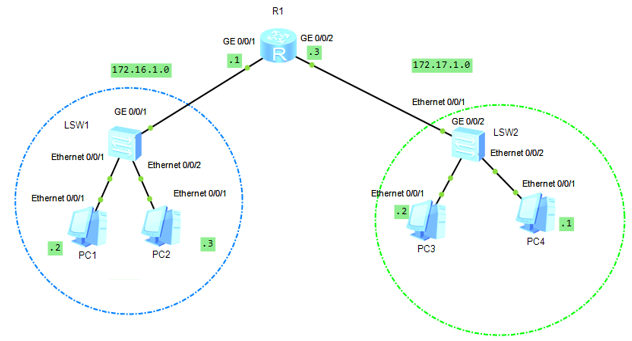 R1
GE 0/0/1
GE 0/0/2
.1
.3
172.16.1.0
172.17.1.0
GE 0/0/1
Ethernet 0/0/1
LSW1
GE 0/0/2
LSW2
Ethernet 0/0/1
Ethernet 0/0/2
Ethernet 0/0/2
Ethernet 0/0/1
Ethernet 0/0/1
Ethernet 0/0/1
Ethernet 0/0/1
.2
PC1
PC2
.3
.2
PC3
PC4
.1
R